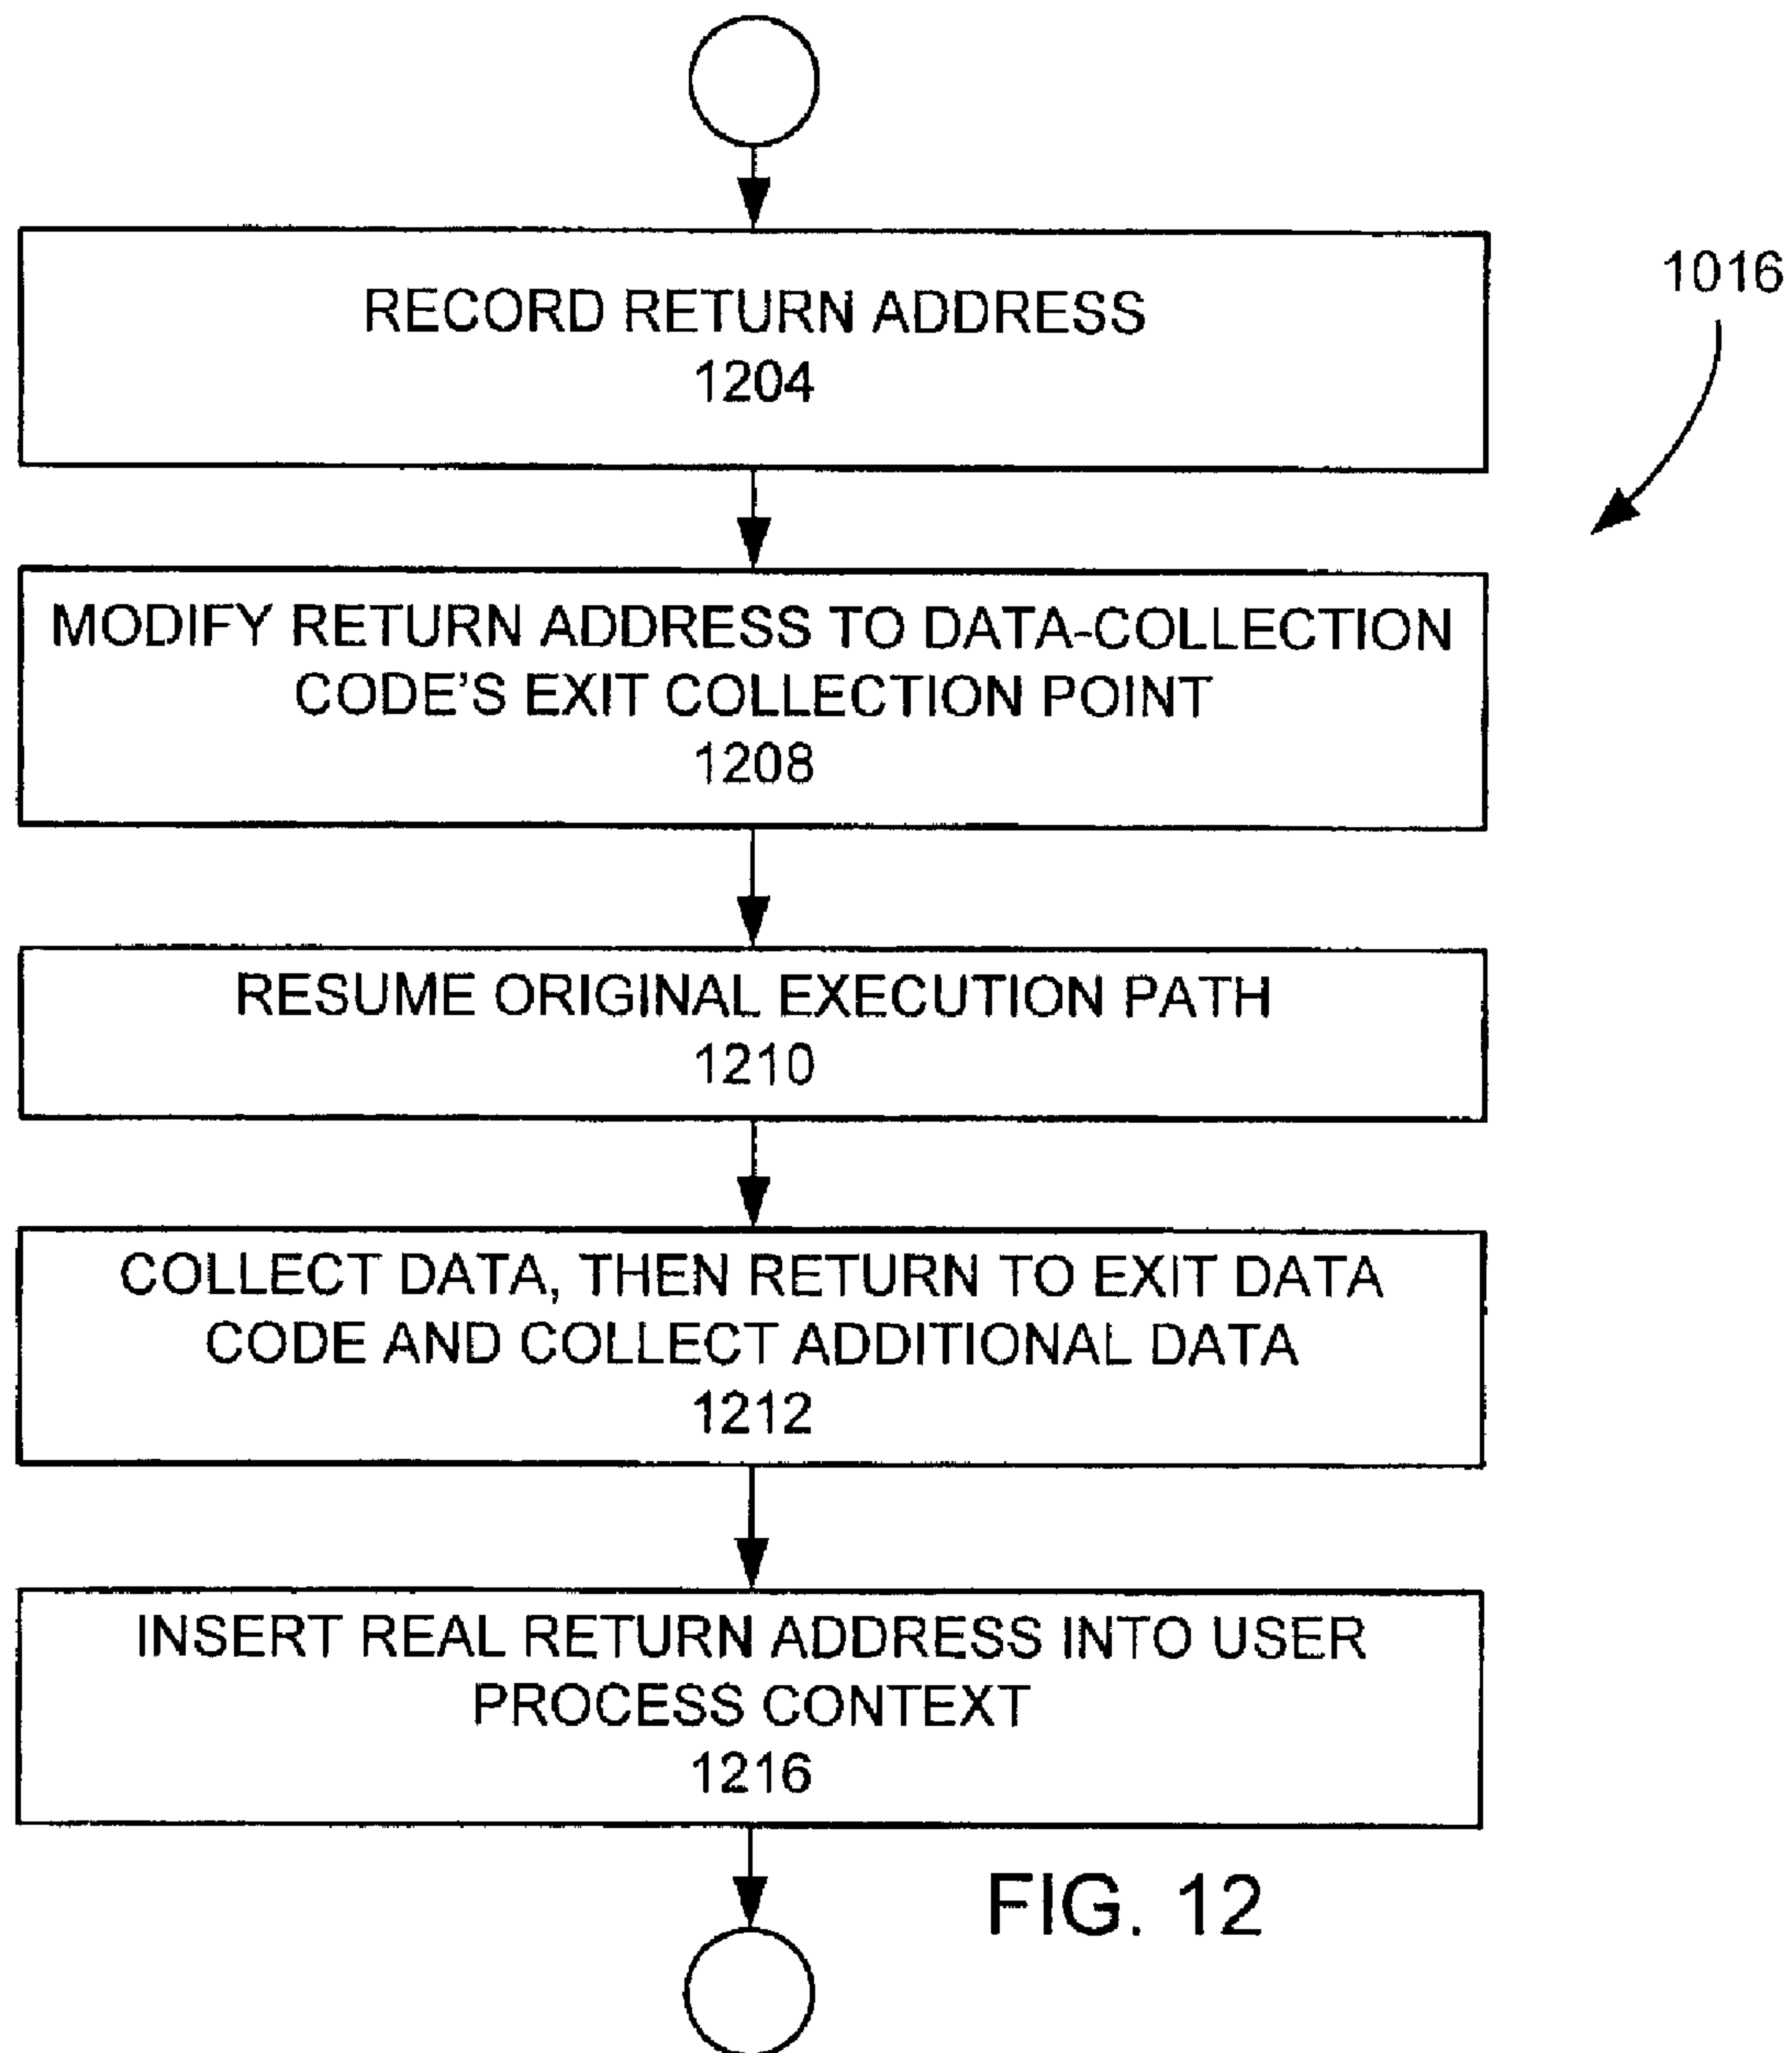 RECORD RETURN ADDRESS
1204
1016
MODIFY RETURN ADDRESS TO DATA-COLLECTION
CODE'S EXIT COLLECTION POINT
1208
RESUME ORIGINAL EXECUTION PATH
1210
COLLECT DATA, THEN RETURN TO EXIT DATA
CODE AND COLLECT ADDITIONAL DATA
1212
INSERT REAL RETURN ADDRESS INTO USER
PROCESS CONTEXT
1216
FIG. 12